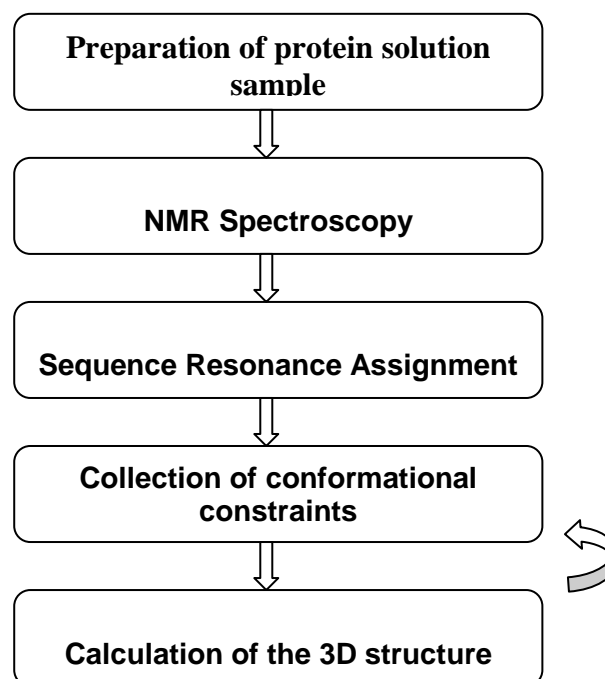 Preparation of protein solution
sample
NMR Spectroscopy
Sequence Resonance Assignment
Collection of conformational
constraints
Calculation of the 3D structure